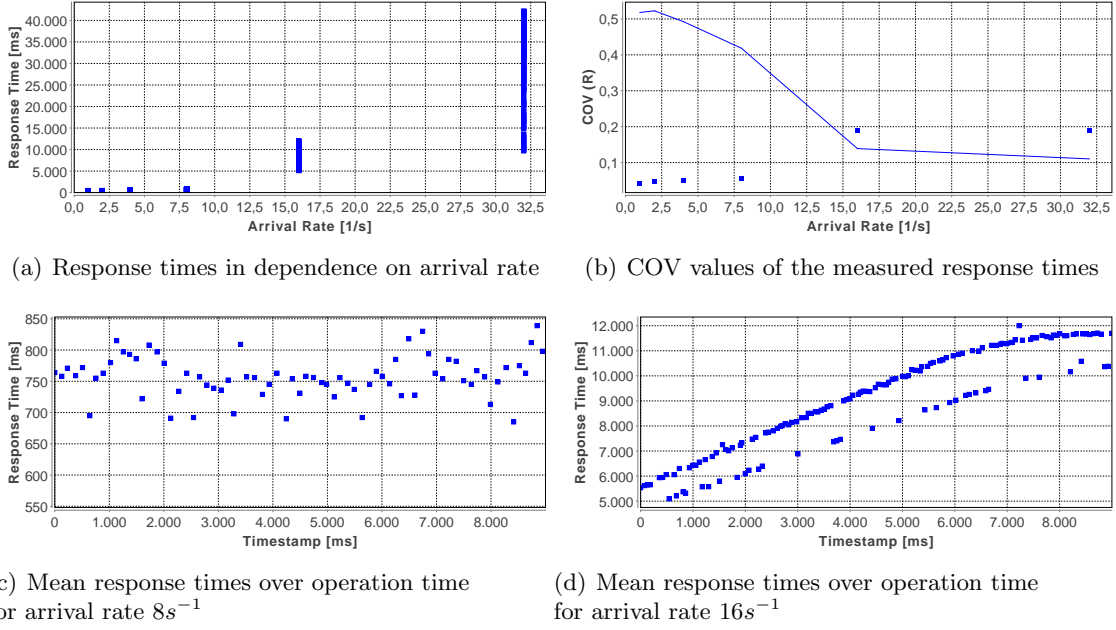 40.000
35.000
30.000
25.000
20.000
15.000
10.000
5.000
0
Response Time [ms]
0,0 2,5 5,0 7,5 10,0 12,5 15,0 17,5 20,0 22,5 25,0 27,5 30,0 32,5
Arrival Rate [1/s]
(a) Response times in dependence on arrival rate
0,5
0,4
0,3
0,2
0,1
COV (R)
0,0 2,5 5,0 7,5 10,0 12,5 15,0 17,5 20,0 22,5 25,0 27,5 30,0 32,5
Arrival Rate [1/s]
(b) COV values of the measured response times
850
800
750
700
650
600
550
Response Time [ms]
0 1.000 2.000 3.000 4.000 5.000 6.000 7.000 8.000
Timestamp [ms]
c) Mean response times over operation time
or arrival rate 8s⁻¹
12.000
11.000
10.000
9.000
8.000
7.000
6.000
5.000
Response Time [ms]
0 1.000 2.000 3.000 4.000 5.000 6.000 7.000 8.000
Timestamp [ms]
(d) Mean response times over operation time
for arrival rate 16s⁻¹